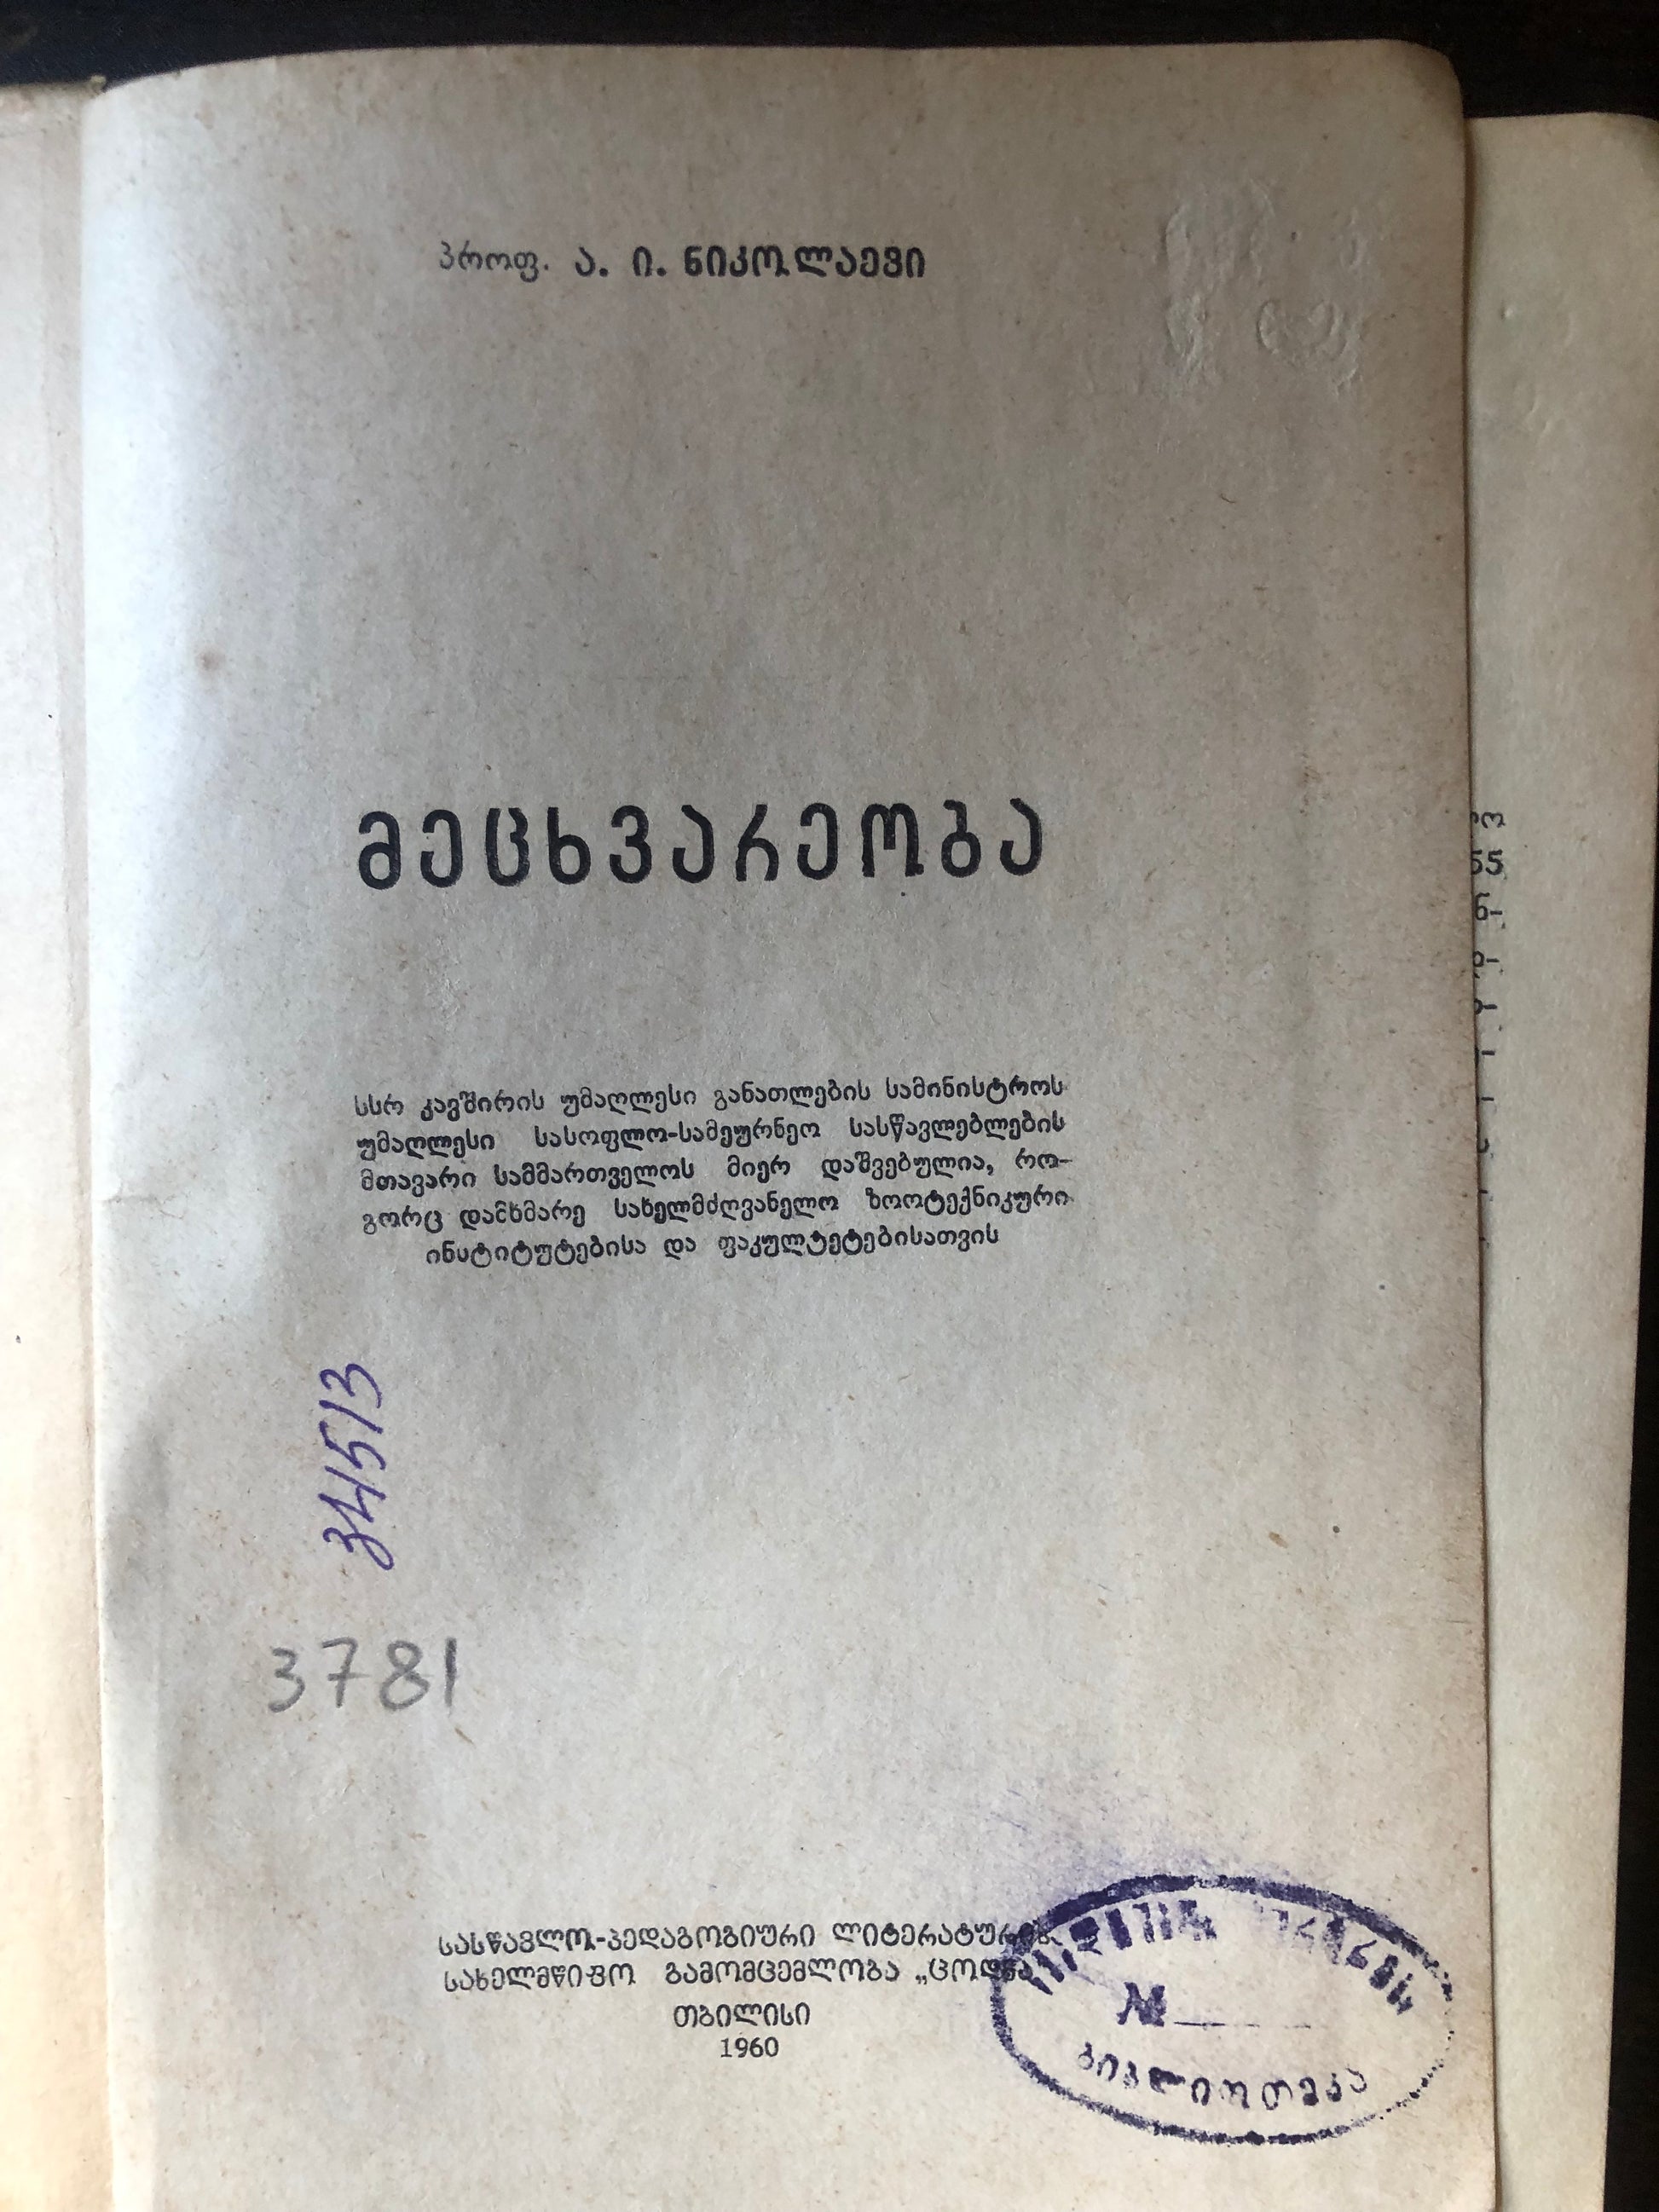 პროფ. ა. ი. ნიკოლაევი
მეცხვარეობა
სსრ კავშირის უმაღლესი განათლების სამინისტროს
უმაღლესი სასოფლო-სამეურნეო სასწავლებლების
მთავარი სამმართველოს მიერ დაშვებულია, რო-
გორც დამხმარე სახელმძღვანელო ზოოტექნიკური
ინსტიტუტებისა და ფაკულტეტებისათვის
34513
3781
სასწავლო-პედაგოგიური ლიტერატურის
სახელმწიფო გამომცემლობა „ცოდნა“
თბილისი
1960
№
ბიბლიოთეკა